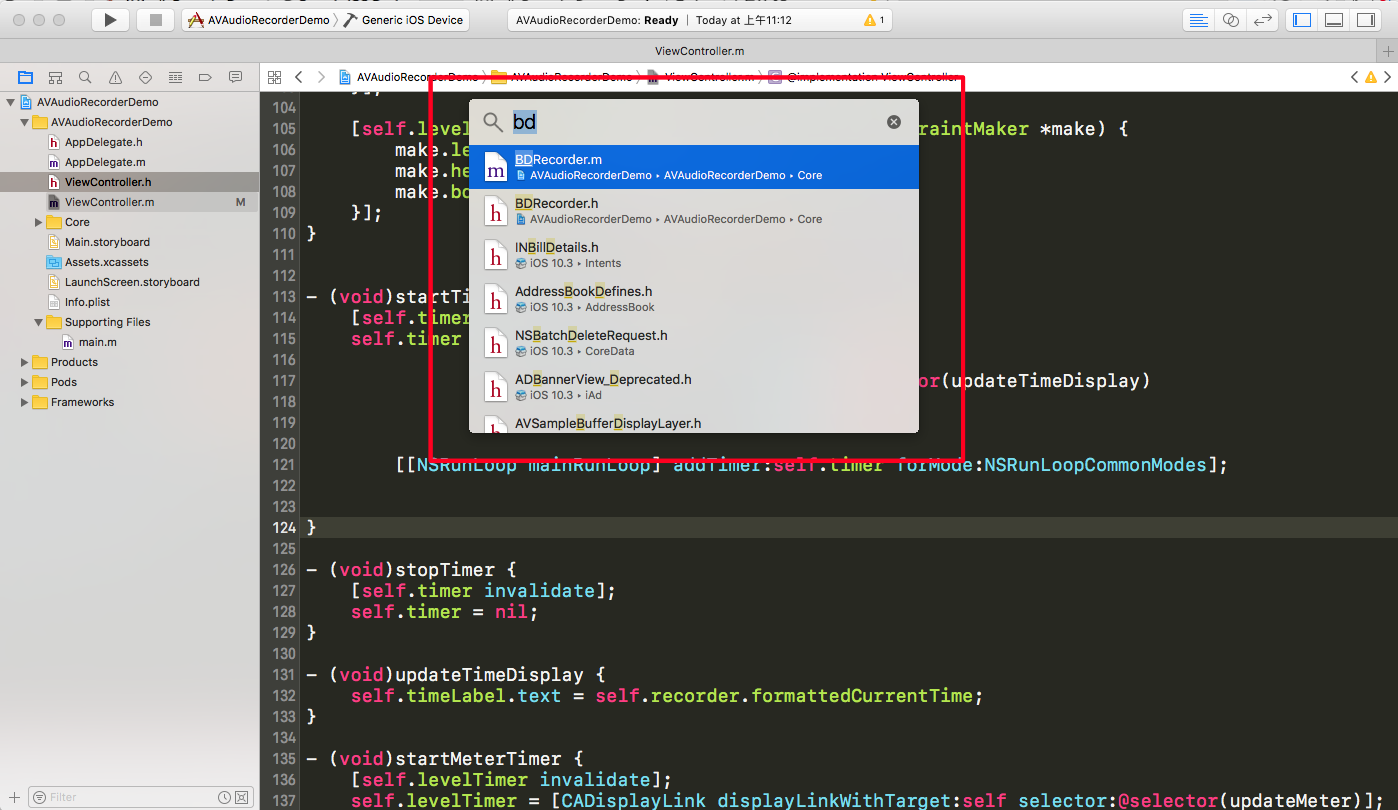 AVAudioRecorderDemo Generic iOS Device
AVAudioRecorderDemo: Ready | Today at 上午11:12 1
ViewController.m
AVAudioRecorderDemo AVAudioRecorderDemo ViewController.m @implementation ViewController
AVAudioRecorderDemo
AVAudioRecorderDemo
h AppDelegate.h
m AppDelegate.m
h ViewController.h
m ViewController.m M
Core
Main.storyboard
Assets.xcassets
LaunchScreen.storyboard
Info.plist
Supporting Files
m main.m
Products
Pods
Frameworks
Filter
bd
m BDRecorder.m
AVAudioRecorderDemo ▸ AVAudioRecorderDemo ▸ Core
h BDRecorder.h
AVAudioRecorderDemo ▸ AVAudioRecorderDemo ▸ Core
h INBillDetails.h
iOS 10.3 ▸ Intents
h AddressBookDefines.h
iOS 10.3 ▸ AddressBook
h NSBatchDeleteRequest.h
iOS 10.3 ▸ CoreData
h ADBannerView_Deprecated.h
iOS 10.3 ▸ iAd
h AVSampleBufferDisplayLayer.h
}];
104
105 [self.level raintMaker *make) {
106 make.le
107 make.he
108 make.bo
109 }];
110 }
111
112
113 - (void)startTi
114 [self.timer
115 self.timer
116
117 or(updateTimeDisplay)
118
119
120
121 [[NSRunLoop mainRunLoop] addTimer:self.timer forMode:NSRunLoopCommonModes];
122
123
124 }
125
126 - (void)stopTimer {
127 [self.timer invalidate];
128 self.timer = nil;
129 }
130
131 - (void)updateTimeDisplay {
132 self.timeLabel.text = self.recorder.formattedCurrentTime;
133 }
134
135 - (void)startMeterTimer {
136 [self.levelTimer invalidate];
137 self.levelTimer = [CADisplayLink displayLinkWithTarget:self selector:@selector(updateMeter)];